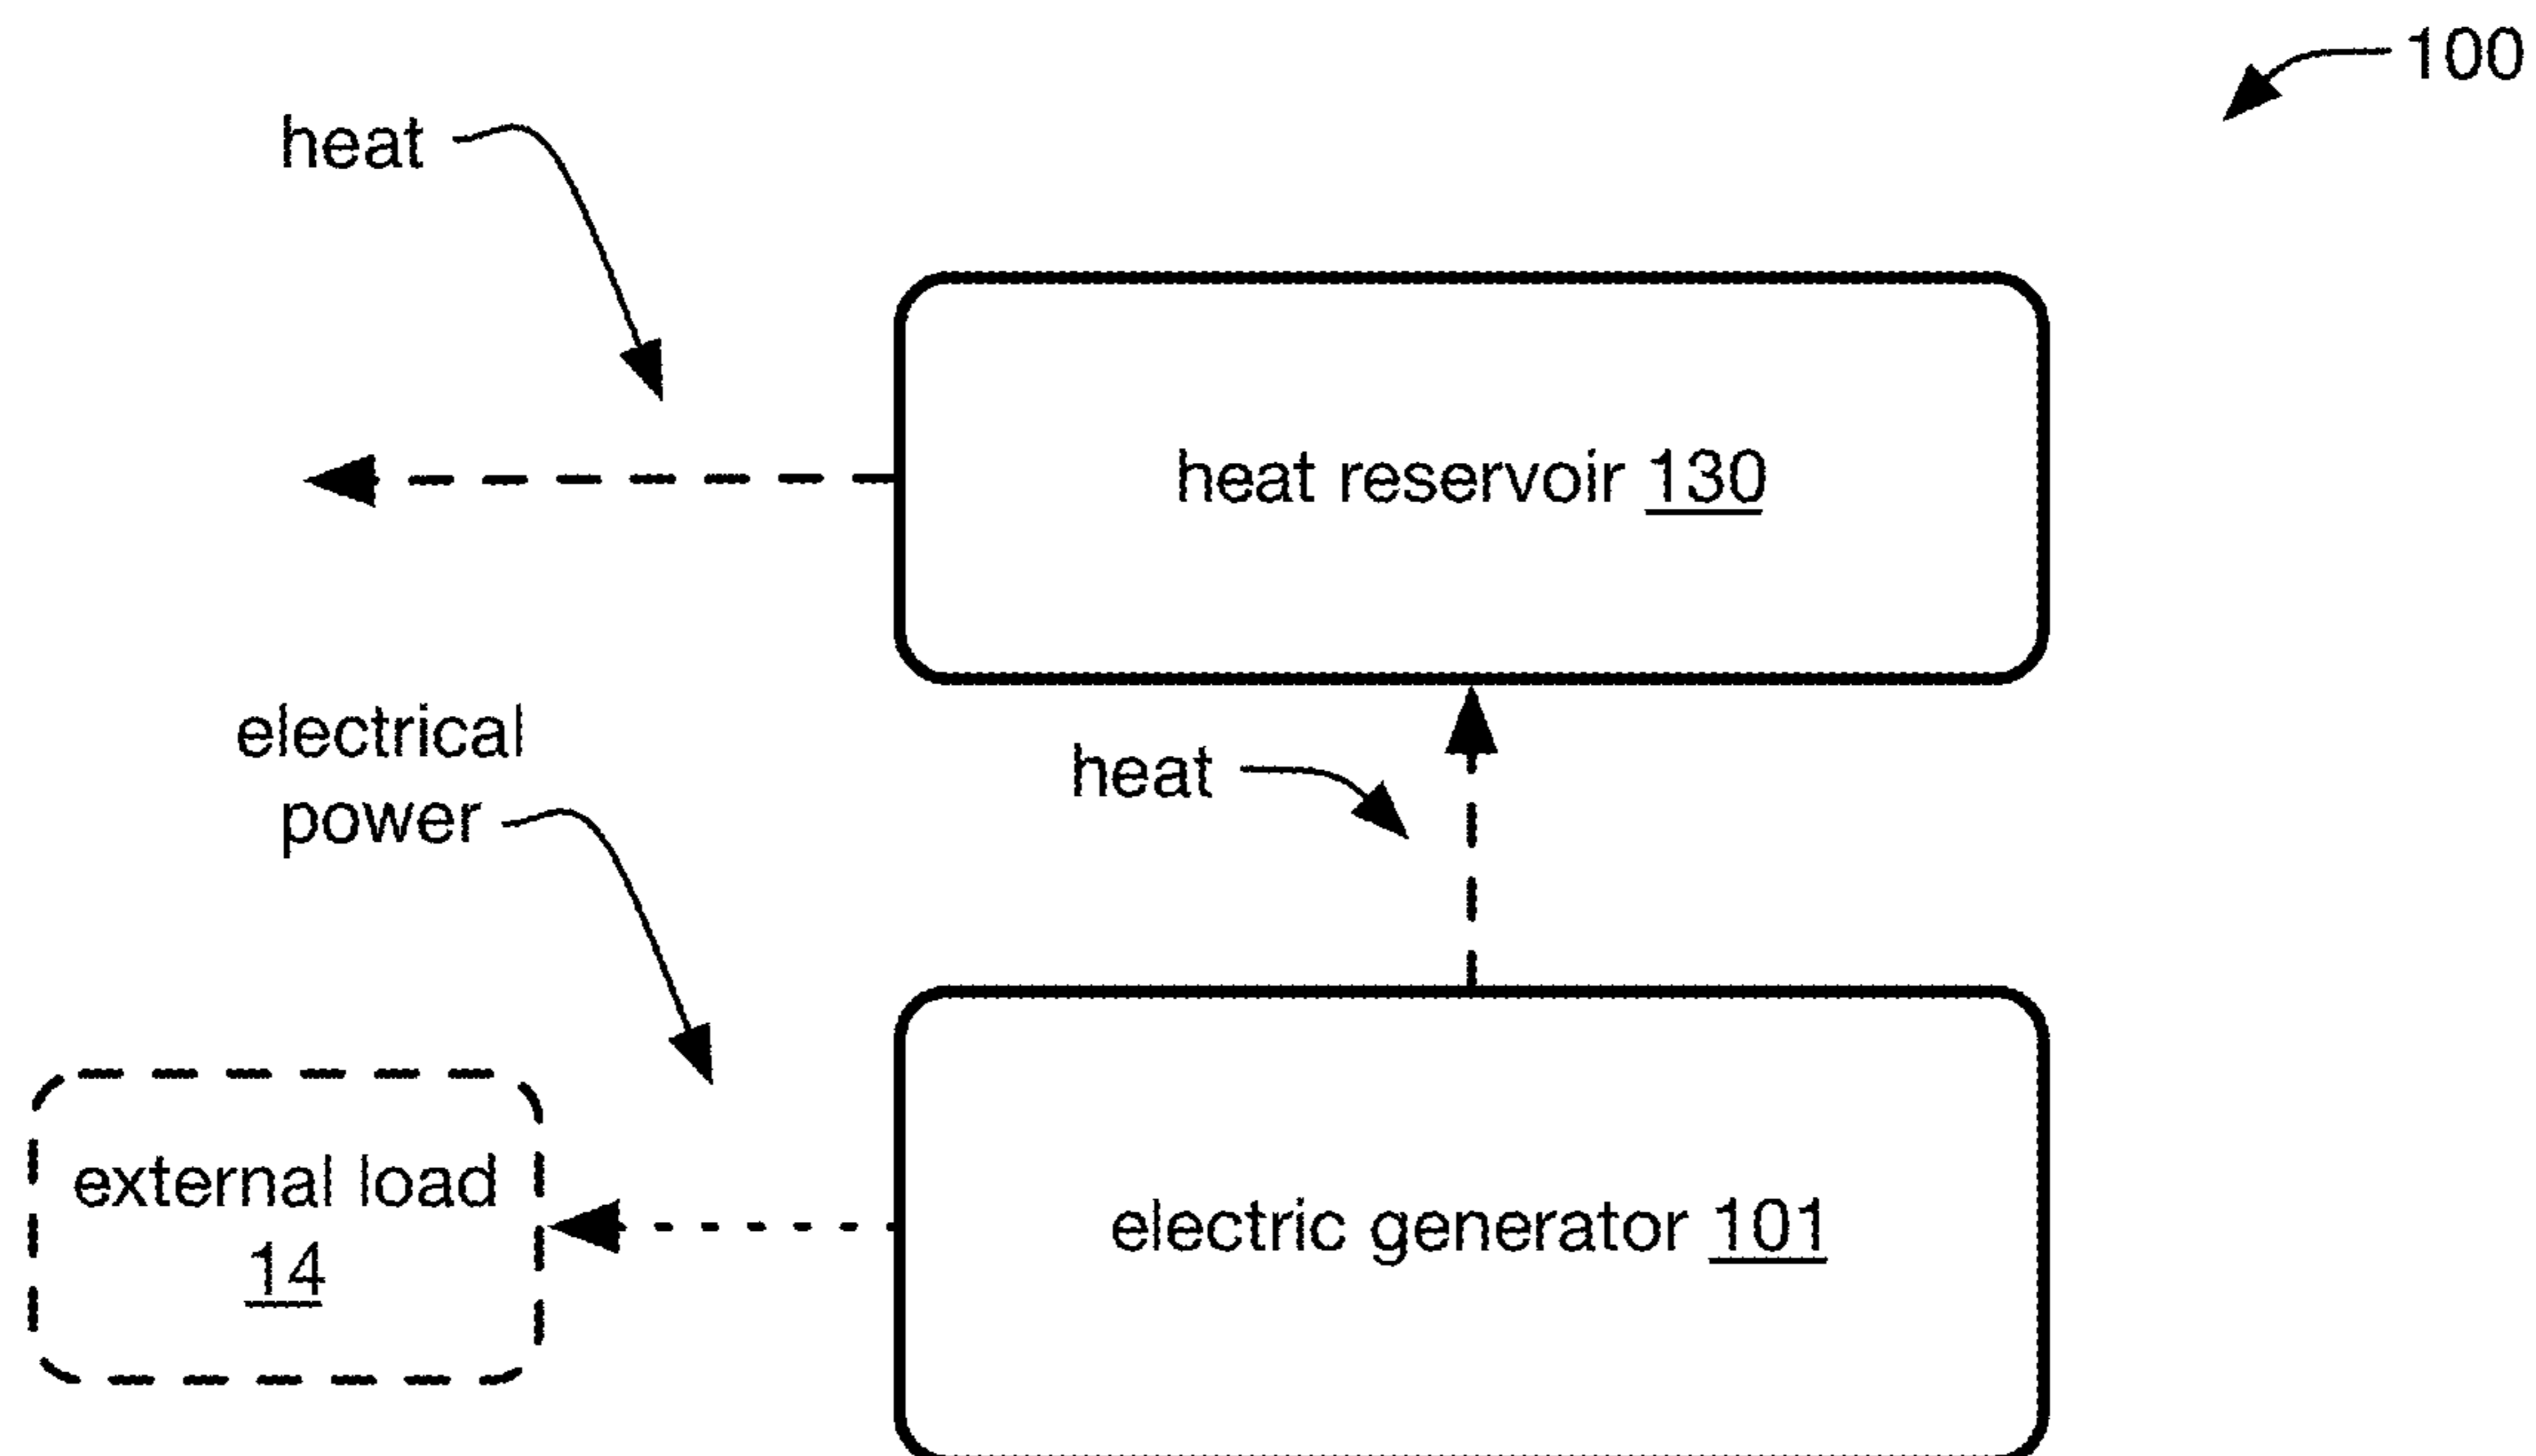 100
heat
heat reservoir 130
electrical
power
heat
external load
14
electric generator 101